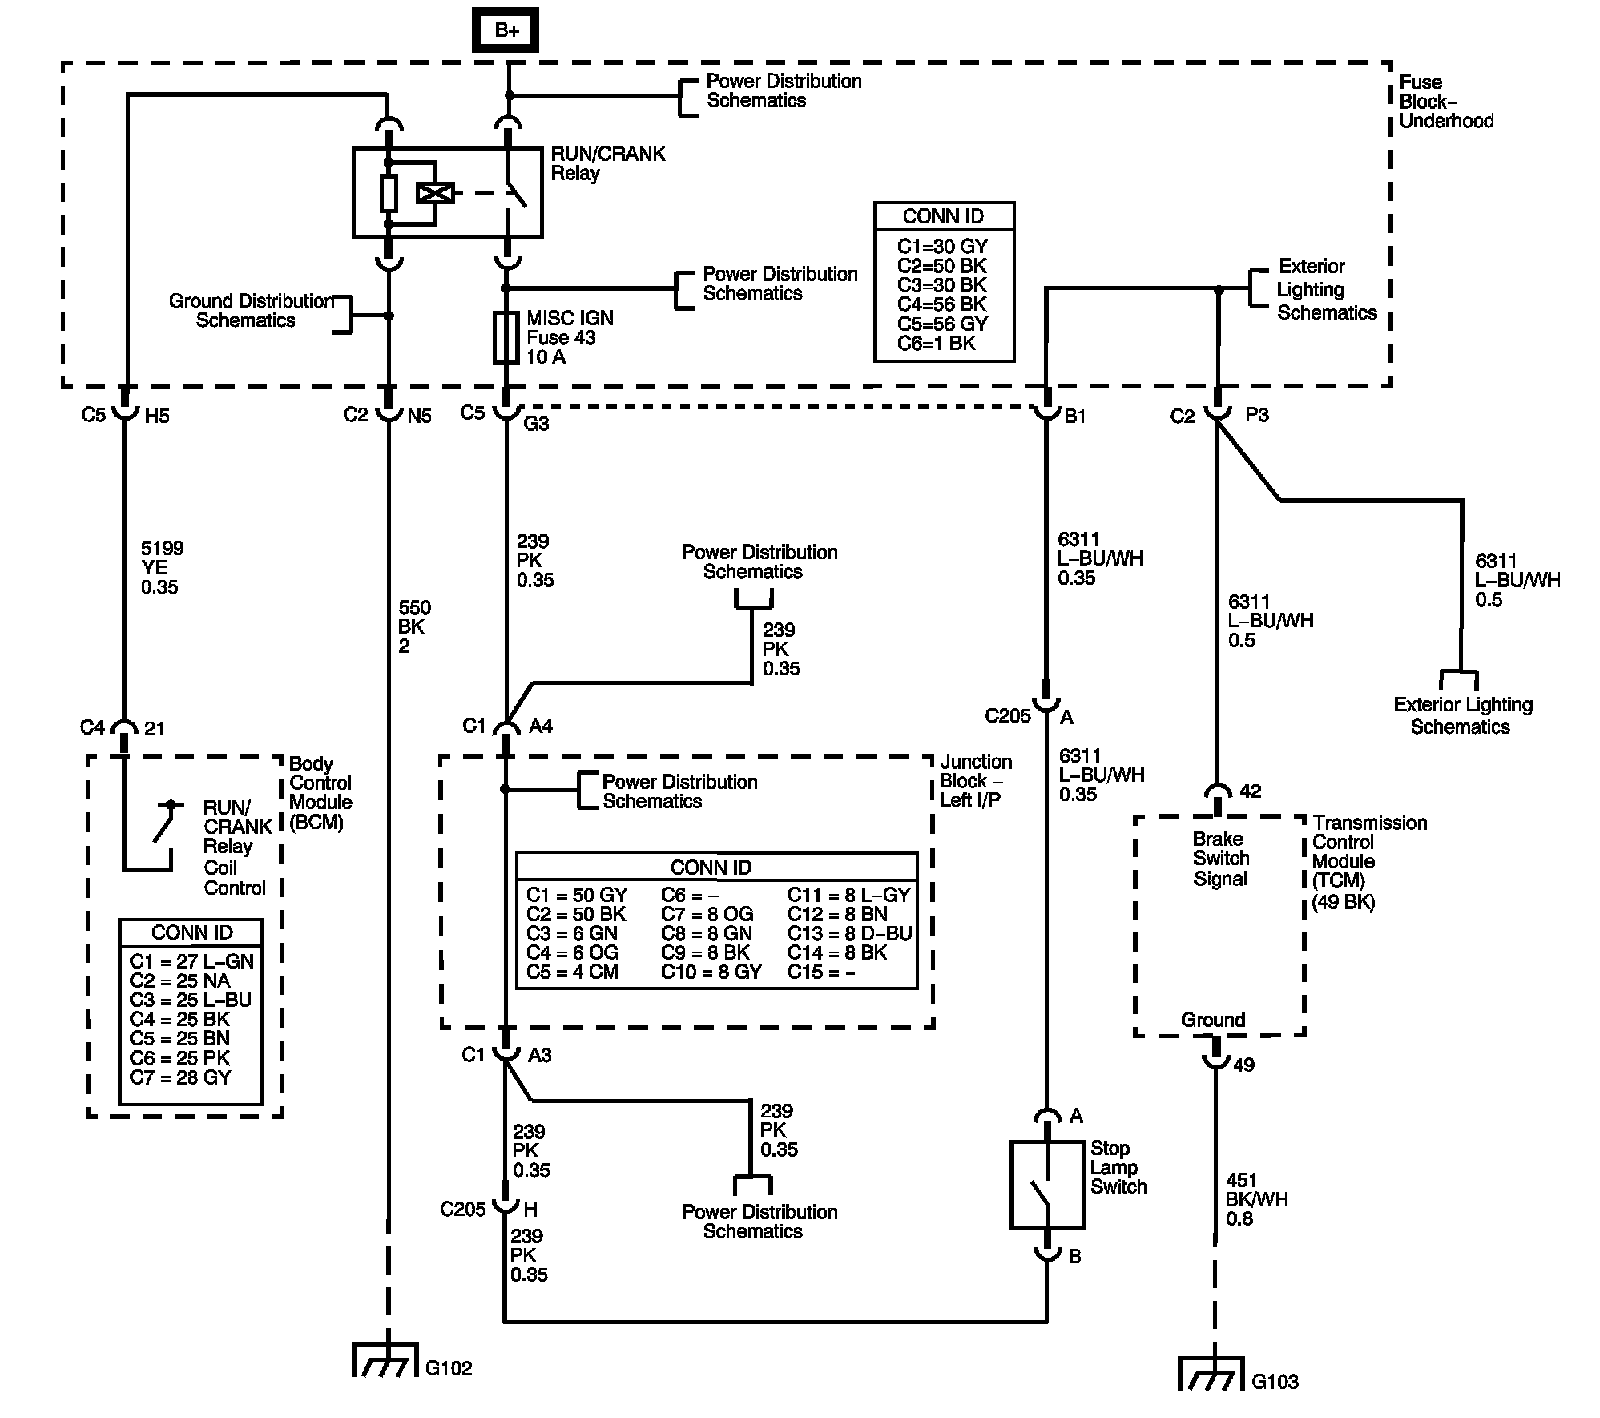 B+
Power Distribution
Schematics
Fuse
Block–
Underhood
RUN/CRANK
Relay
CONN ID
C1=30 GY
C2=50 BK
C3=30 BK
C4=56 BK
C5=56 GY
C6=1 BK
Power Distribution
Schematics
Exterior
Lighting
Schematics
Ground Distribution
Schematics
MISC IGN
Fuse 43
10 A
C5 H5
C2 N5
C5 G3
B1
C2 P3
5199
YE
0.35
550
BK
2
239
PK
0.35
Power Distribution
Schematics
239
PK
0.35
6311
L–BU/WH
0.35
6311
L–BU/WH
0.5
6311
L–BU/WH
0.5
Exterior Lighting
Schematics
C4 21
C1 A4
C205 A
6311
L–BU/WH
0.35
42
Body
Control
Module
(BCM)
RUN/
CRANK
Relay
Coil
Control
CONN ID
C1 = 27 L–GN
C2 = 25 NA
C3 = 25 L–BU
C4 = 25 BK
C5 = 25 BN
C6 = 25 PK
C7 = 28 GY
Junction
Block –
Left I/P
Power Distribution
Schematics
CONN ID
C1 = 50 GY C6 = – C11 = 8 L–GY
C2 = 50 BK C7 = 8 OG C12 = 8 BN
C3 = 6 GN C8 = 8 GN C13 = 8 D–BU
C4 = 6 OG C9 = 8 BK C14 = 8 BK
C5 = 4 CM C10 = 8 GY C15 = –
Transmission
Control
Module
(TCM)
(49 BK)
Brake
Switch
Signal
Ground
49
C1 A3
239
PK
0.35
239
PK
0.35
C205 H
239
PK
0.35
Power Distribution
Schematics
A
Stop
Lamp
Switch
B
451
BK/WH
0.8
G102
G103